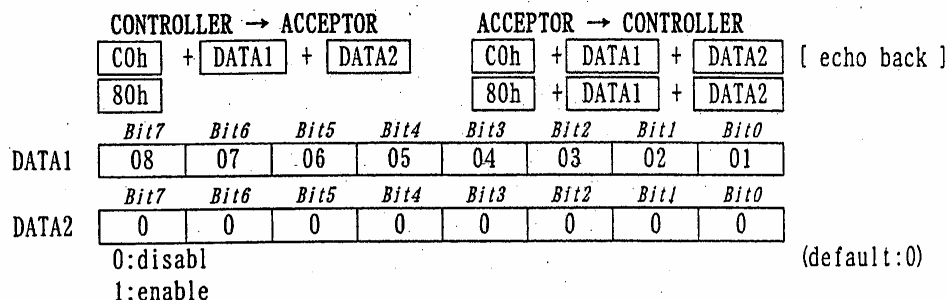 CONTROLLER → ACCEPTOR ACCEPTOR → CONTROLLER
C0h + DATA1 + DATA2 C0h + DATA1 + DATA2 [ echo back ]
80h 80h + DATA1 + DATA2
Bit7 Bit6 Bit5 Bit4 Bit3 Bit2 Bit1 Bit0
DATA1 08 07 06 05 04 03 02 01
Bit7 Bit6 Bit5 Bit4 Bit3 Bit2 Bit1 Bit0
DATA2 0 0 0 0 0 0 0 0
0:disabl (default:0)
1:enable